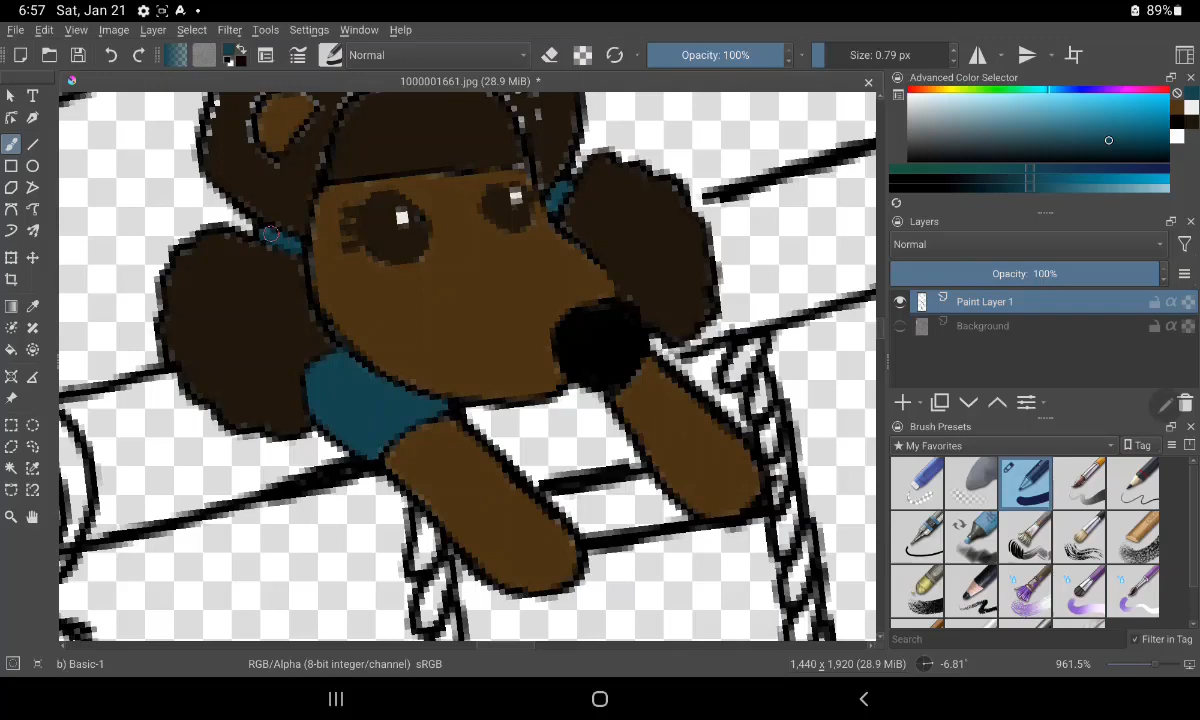 6:57 Sat, Jan 21
89%
File Edit View Image Layer Select Filter Tools Settings Window Help
Normal
Opacity: 100%
Size: 0.79 px
1000001661.jpg (28.9 MiB) *
Advanced Color Selector
Layers
Normal
Opacity: 100%
Paint Layer 1
Background
Brush Presets
My Favorites
Tag
Search
Filter in Tag
b) Basic-1
RGB/Alpha (8-bit integer/channel) sRGB
1,440 x 1,920 (28.9 MiB)
-6.81°
961.5%